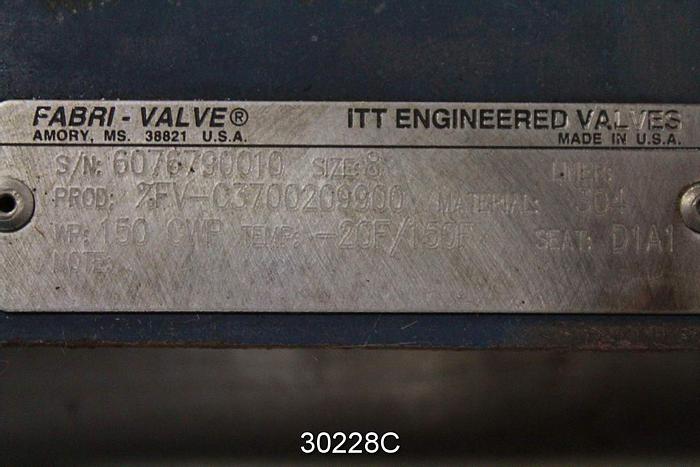 FABRI-VALVE® ITT ENGINEERED VALVES
AMORY, MS. 38821 U.S.A. MADE IN U.S.A.
S/N: 6076790010 SIZE: 8 LINER:
PROD: %FV-C3700209900 MATERIAL: 304
WP: 150 CWP TEMP: -20F/150F SEAT: D1A1
NOTE:
30228C